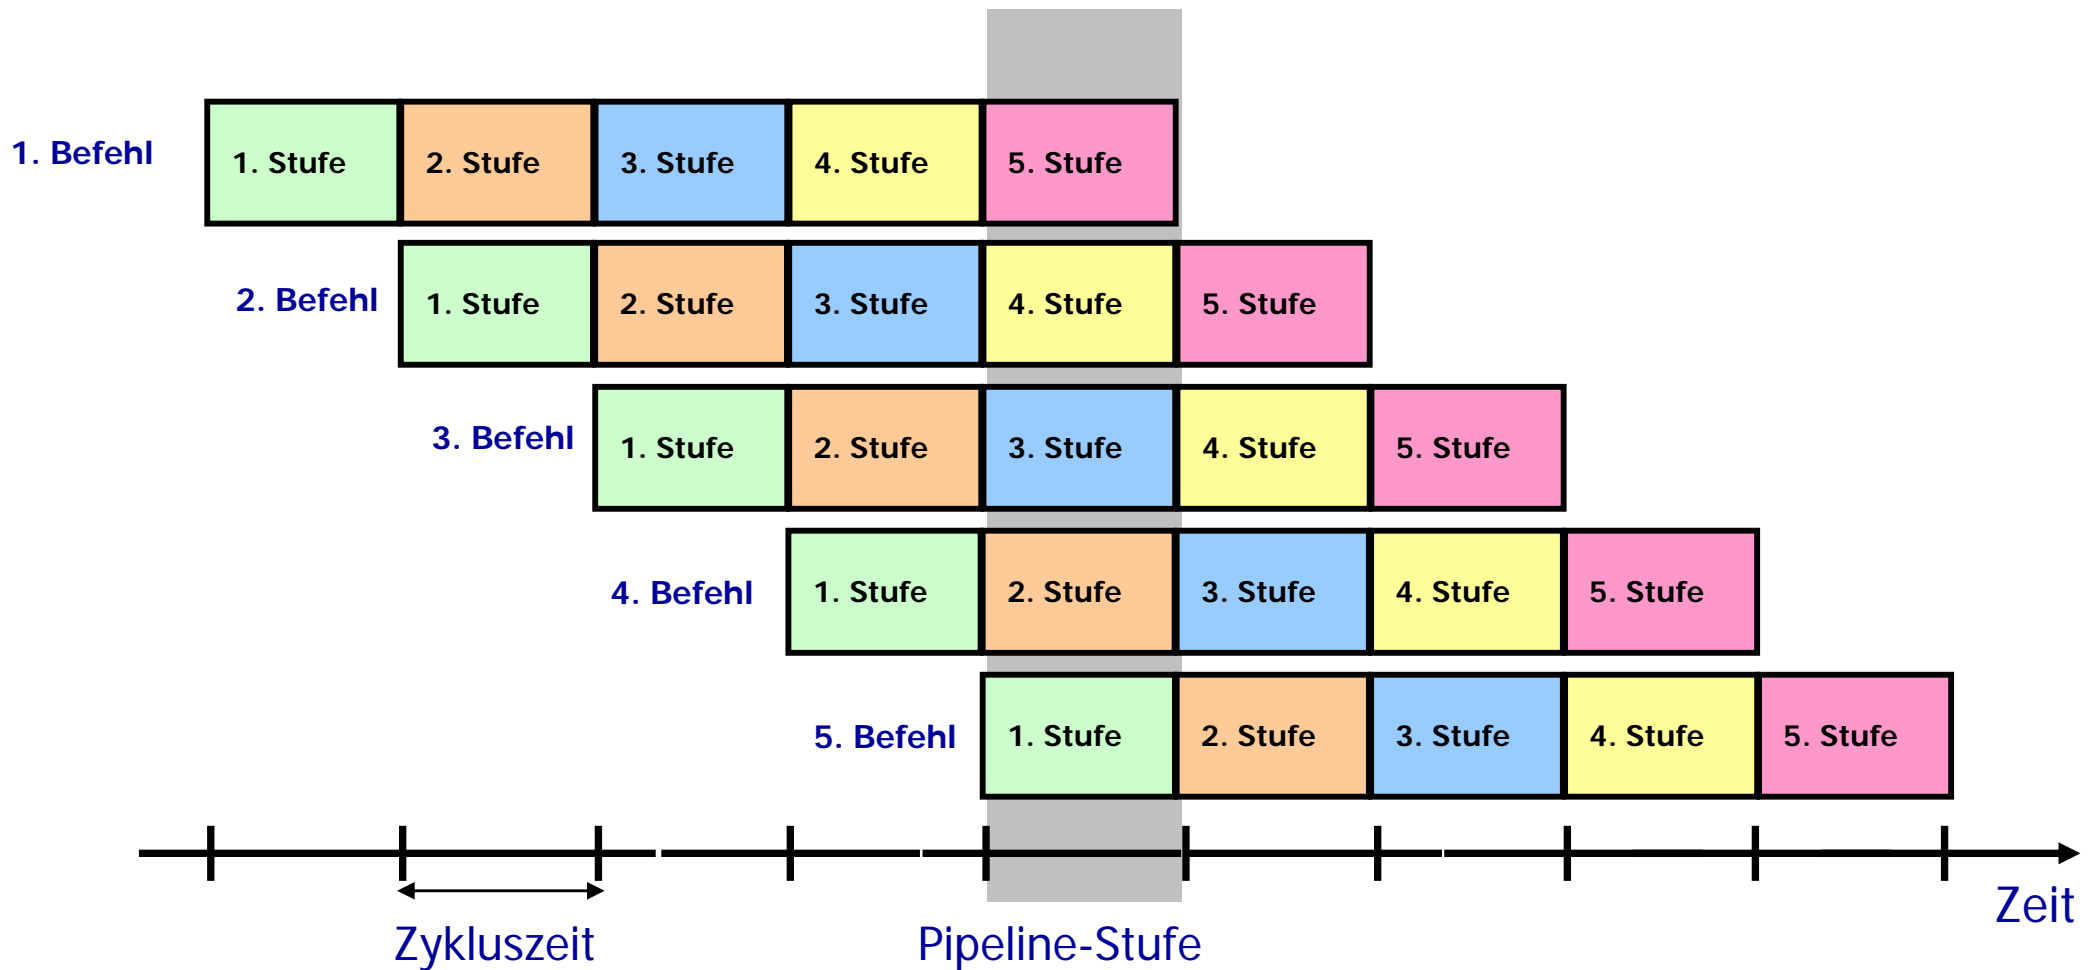 1. Befehl 1. Stufe 2. Stufe 3. Stufe 4. Stufe 5. Stufe
2. Befehl 1. Stufe 2. Stufe 3. Stufe 4. Stufe 5. Stufe
3. Befehl 1. Stufe 2. Stufe 3. Stufe 4. Stufe 5. Stufe
4. Befehl 1. Stufe 2. Stufe 3. Stufe 4. Stufe 5. Stufe
5. Befehl 1. Stufe 2. Stufe 3. Stufe 4. Stufe 5. Stufe
Zeit
Zykluszeit Pipeline-Stufe